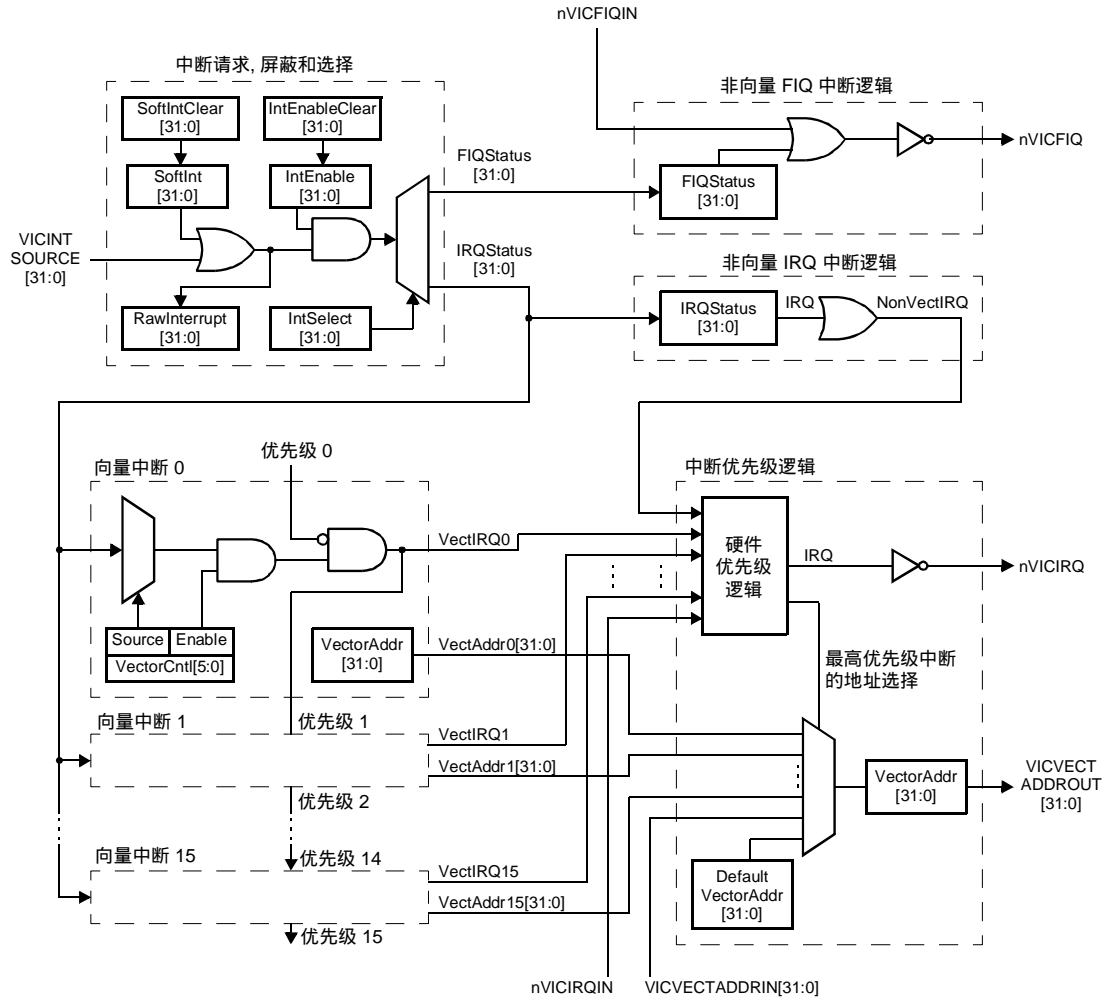 nVICFIQIN
中断请求, 屏蔽和选择
SoftIntClear
[31:0]
IntEnableClear
[31:0]
SoftInt
[31:0]
IntEnable
[31:0]
VICINT
SOURCE
[31:0]
RawInterrupt
[31:0]
IntSelect
[31:0]
FIQStatus
[31:0]
IRQStatus
[31:0]
非向量 FIQ 中断逻辑
FIQStatus
[31:0]
nVICFIQ
非向量 IRQ 中断逻辑
IRQStatus
[31:0]
IRQ
NonVectIRQ
向量中断 0
优先级 0
Source
Enable
VectorCntl[5:0]
VectorAddr
[31:0]
VectIRQ0
VectAddr0[31:0]
中断优先级逻辑
硬件
优先级
逻辑
IRQ
nVICIRQ
最高优先级中断
的地址选择
向量中断 1
优先级 1
VectIRQ1
VectAddr1[31:0]
优先级 2
VectorAddr
[31:0]
VICVECT
ADDROUT
[31:0]
向量中断 15
优先级 14
VectIRQ15
VectAddr15[31:0]
优先级 15
Default
VectorAddr
[31:0]
nVICIRQIN
VICVECTADDRIN[31:0]